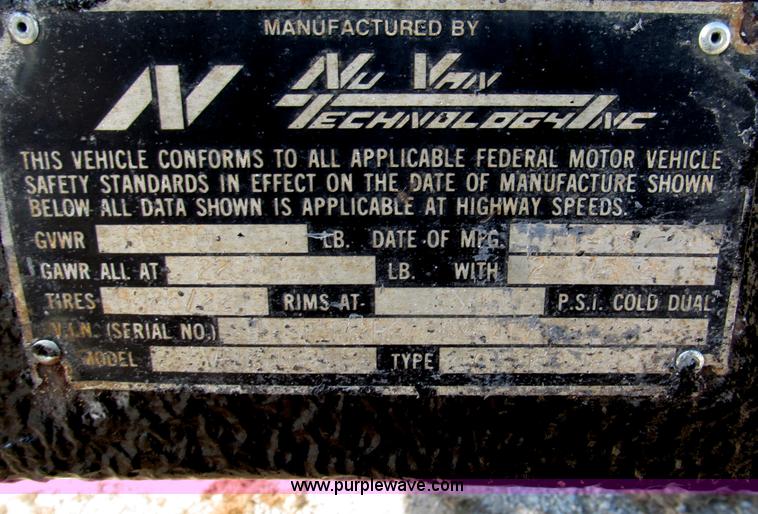 MANUFACTURED BY
N NU VAN
TECHNOLOGY INC
THIS VEHICLE CONFORMS TO ALL APPLICABLE FEDERAL MOTOR VEHICLE
SAFETY STANDARDS IN EFFECT ON THE DATE OF MANUFACTURE SHOWN
BELOW ALL DATA SHOWN IS APPLICABLE AT HIGHWAY SPEEDS.
GVWR LB. DATE OF MFG.
GAWR ALL AT LB. WITH
TIRES RIMS AT P.S.I. COLD DUAL
V.I.N. (SERIAL NO.)
MODEL TYPE
www.purplewave.com